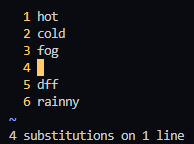 1 hot
2 cold
3 fog
4
5 dff
6 rainny
~
4 substitutions on 1 line